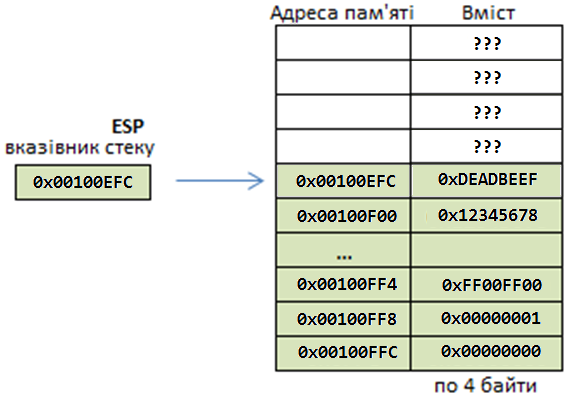 Адреса пам'яті Вміст
???
???
???
ESP ???
вказівник стеку
0x00100EFC 0x00100EFC 0xDEADBEEF
0x00100F00 0x12345678
...
0x00100FF4 0xFF00FF00
0x00100FF8 0x00000001
0x00100FFC 0x00000000
по 4 байти